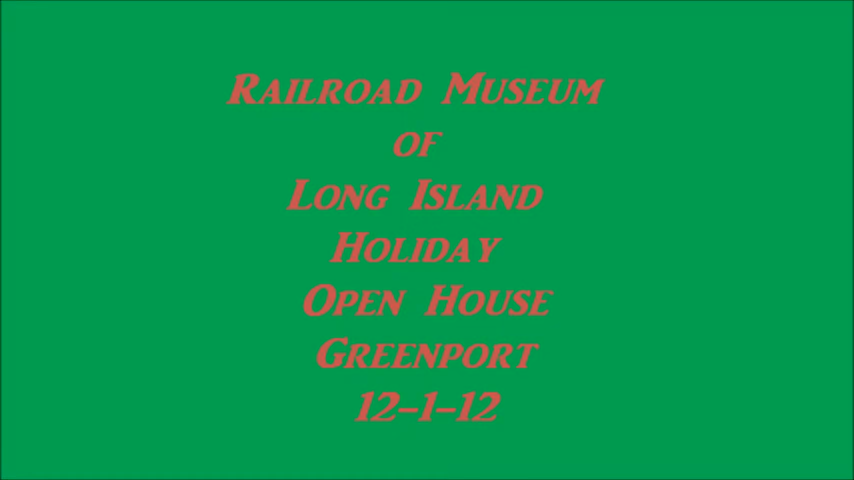 Railroad Museum
of
Long Island
Holiday
Open House
Greenport
12-1-12